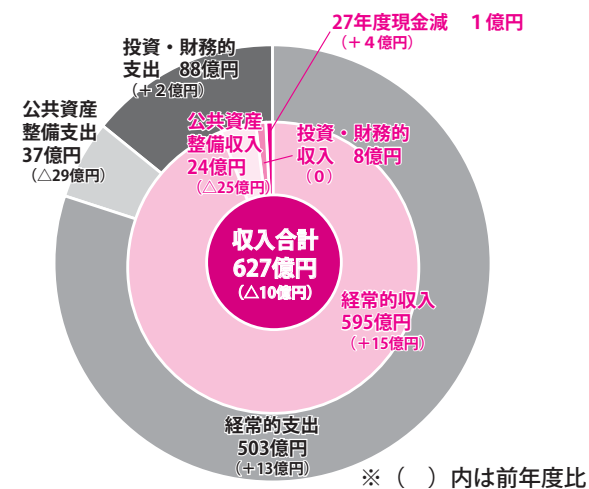 27年度現金減　1億円
（＋4億円）
投資・財務的
支出　88億円
（＋2億円）
公共資産
整備支出
37億円
（△29億円）
公共資産
整備収入
24億円
（△25億円）
投資・財務的
収入　8億円
（0）
収入合計
627億円
（△10億円）
経常的収入
595億円
（＋15億円）
経常的支出
503億円
（＋13億円）
※（　）内は前年度比